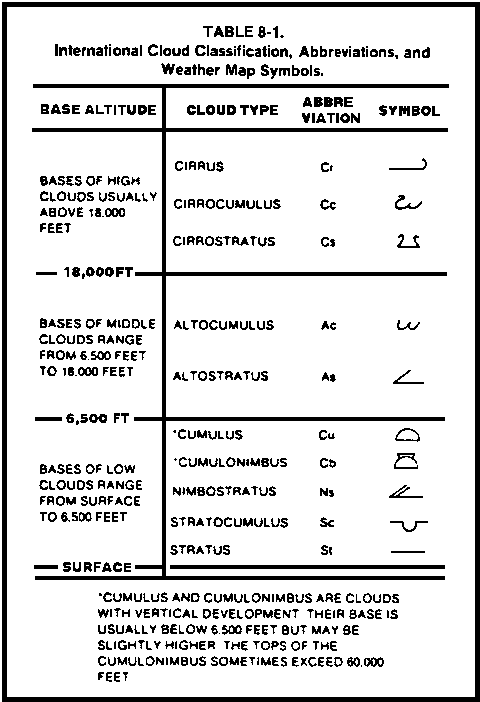 TABLE 8-1.
International Cloud Classification, Abbreviations, and
Weather Map Symbols.
BASE ALTITUDE CLOUD TYPE ABBRE
VIATION SYMBOL
BASES OF HIGH
CLOUDS USUALLY
ABOVE 18.000
FEET
CIRRUS Ci
CIRROCUMULUS Cc
CIRROSTRATUS Cs
18,000FT
BASES OF MIDDLE
CLOUDS RANGE
FROM 6.500 FEET
TO 18.000 FEET
ALTOCUMULUS Ac
ALTOSTRATUS As
6,500 FT
BASES OF LOW
CLOUDS RANGE
FROM SURFACE
TO 6.500 FEET
*CUMULUS Cu
*CUMULONIMBUS Cb
NIMBOSTRATUS Ns
STRATOCUMULUS Sc
STRATUS St
SURFACE
*CUMULUS AND CUMULONIMBUS ARE CLOUDS
WITH VERTICAL DEVELOPMENT THEIR BASE IS
USUALLY BELOW 6.500 FEET BUT MAY BE
SLIGHTLY HIGHER THE TOPS OF THE
CUMULONIMBUS SOMETIMES EXCEED 60.000
FEET